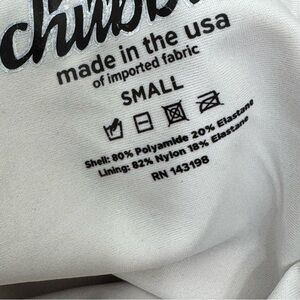 chubb
made in the usa
of imported fabric
SMALL
Shell: 80% Polyamide 20% Elastane
Lining: 82% Nylon 18% Elastane
RN 143198